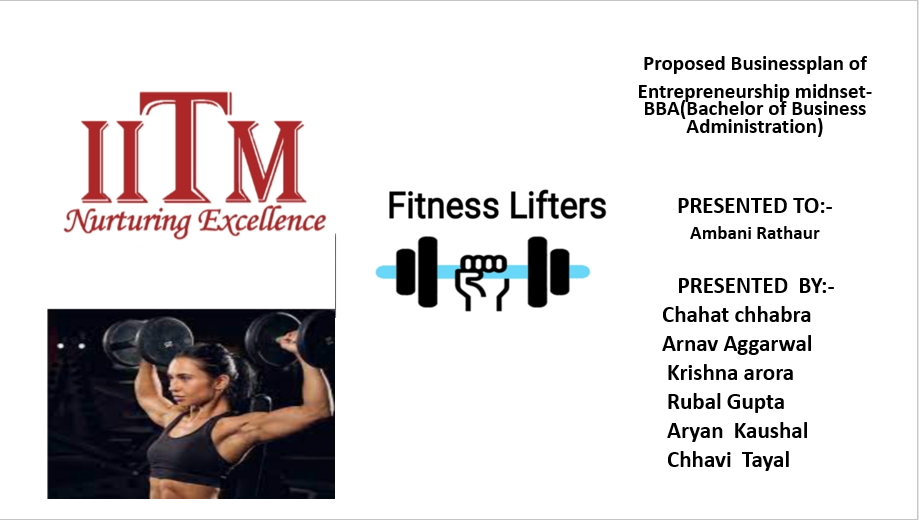 IITM
Nurturing Excellence
Fitness Lifters
Proposed Businessplan of
Entrepreneurship midnset-
BBA(Bachelor of Business
Administration)
PRESENTED TO:-
Ambani Rathaur
PRESENTED BY:-
Chahat chhabra
Arnav Aggarwal
Krishna arora
Rubal Gupta
Aryan Kaushal
Chhavi Tayal